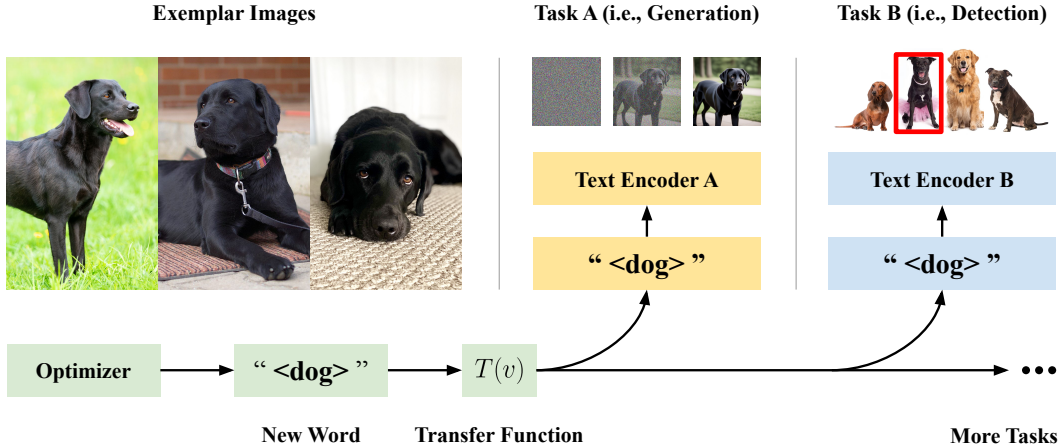 Exemplar Images
Task A (i.e., Generation)
Task B (i.e., Detection)
Text Encoder A
Text Encoder B
“ <dog> ”
“ <dog> ”
Optimizer
“ <dog> ”
T(v)
New Word
Transfer Function
More Tasks